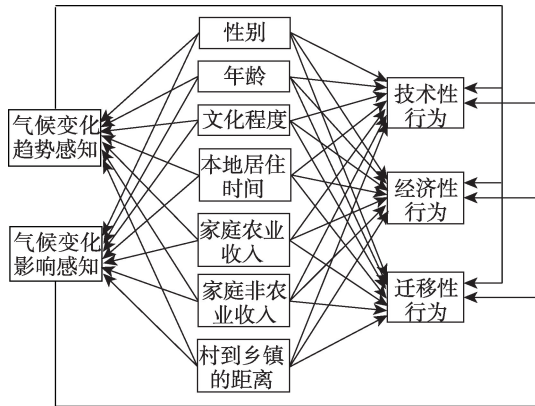 气候变化
趋势感知
气候变化
影响感知
性别
年龄
文化程度
本地居住
时间
家庭农业
收入
家庭非农
业收入
村到乡镇
的距离
技术性
行为
经济性
行为
迁移性
行为